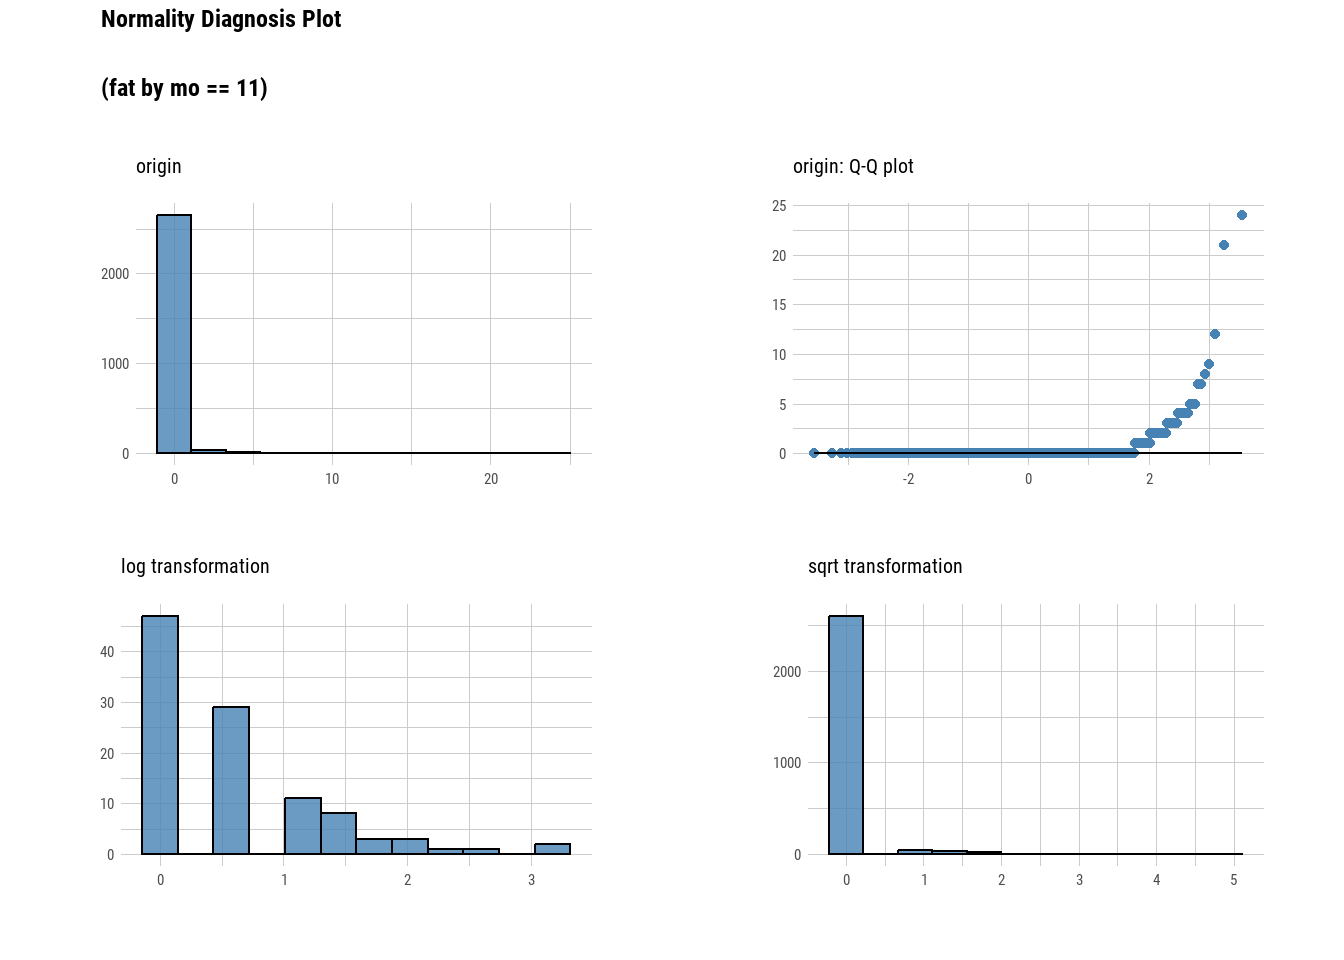 Normality Diagnosis Plot
(fat by mo == 11)
origin
2000
1000
0
0 10 20
origin: Q-Q plot
25
20
15
10
5
0
-2 0 2
log transformation
40
30
20
10
0
0 1 2 3
sqrt transformation
2000
1000
0
0 1 2 3 4 5